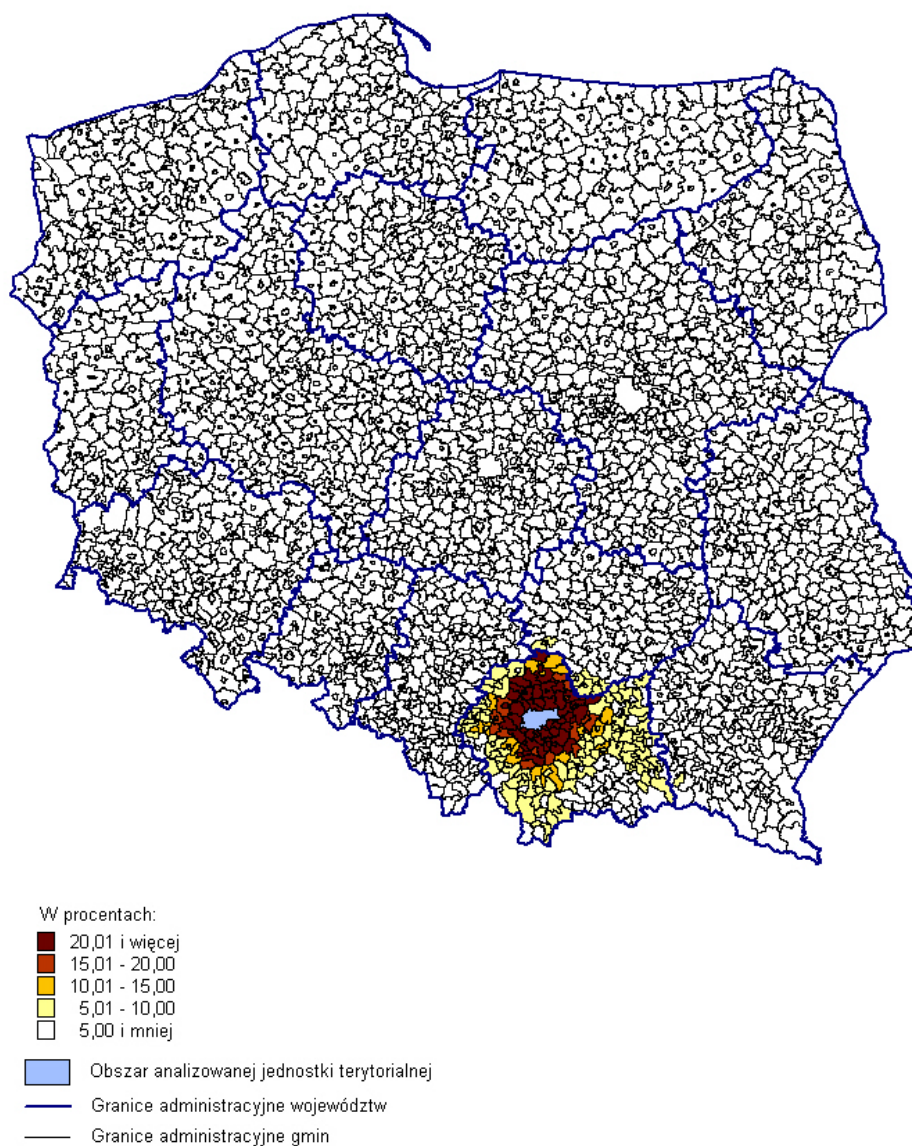 W procentach:
20,01 i więcej
15,01 - 20,00
10,01 - 15,00
5,01 - 10,00
5,00 i mniej
Obszar analizowanej jednostki terytorialnej
Granice administracyjne województw
Granice administracyjne gmin